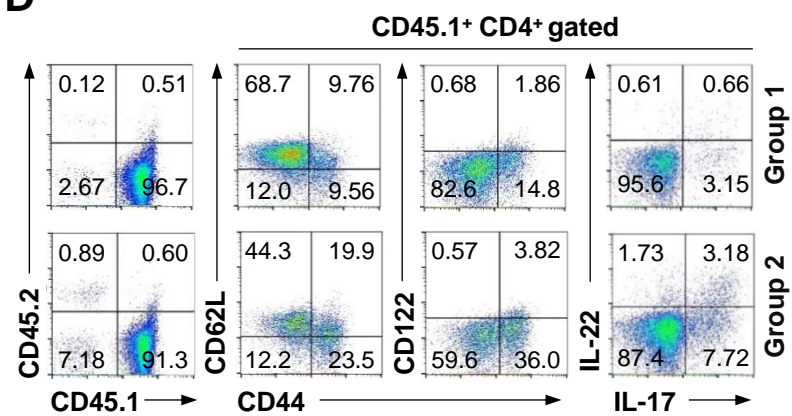 D
CD45.1⁺ CD4⁺ gated
0.12 0.51 68.7 9.76 0.68 1.86 0.61 0.66
2.67 96.7 12.0 9.56 82.6 14.8 95.6 3.15
Group 1
0.89 0.60 44.3 19.9 0.57 3.82 1.73 3.18
7.18 91.3 12.2 23.5 59.6 36.0 87.4 7.72
Group 2
CD45.2
CD62L
CD122
IL-22
CD45.1 CD44 IL-17